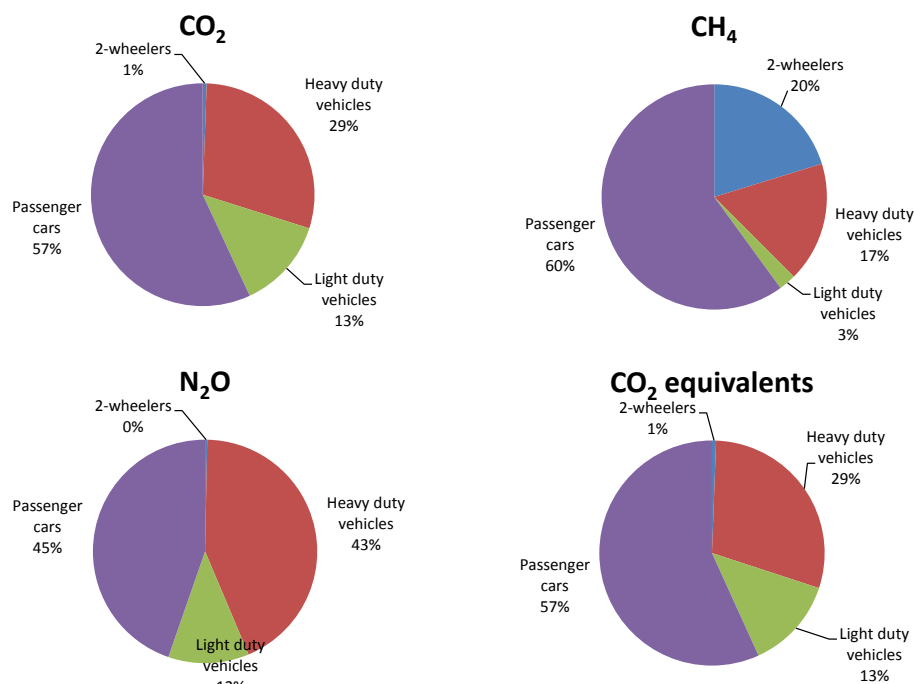 CO₂
2-wheelers
1%
Heavy duty
vehicles
29%
Passenger
cars
57%
Light duty
vehicles
13%
CH₄
2-wheelers
20%
Heavy duty
vehicles
17%
Passenger
cars
60%
Light duty
vehicles
3%
N₂O
2-wheelers
0%
Passenger
cars
45%
Heavy duty
vehicles
43%
Light duty
vehicles
CO₂ equivalents
2-wheelers
1%
Heavy duty
vehicles
29%
Passenger
cars
57%
Light duty
vehicles
13%